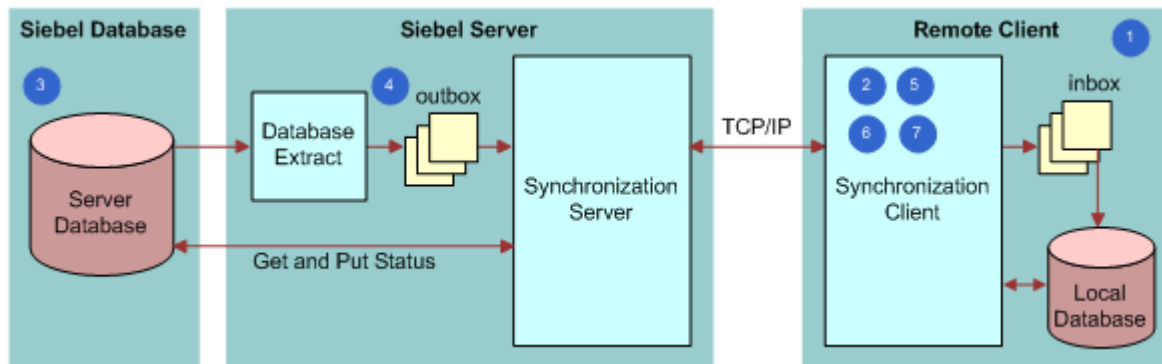 Siebel Database
Siebel Server
Remote Client
1
3
4
2
5
inbox
outbox
Database
Extract
TCP/IP
6
7
Server
Database
Synchronization
Server
Synchronization
Client
Get and Put Status
Local
Database